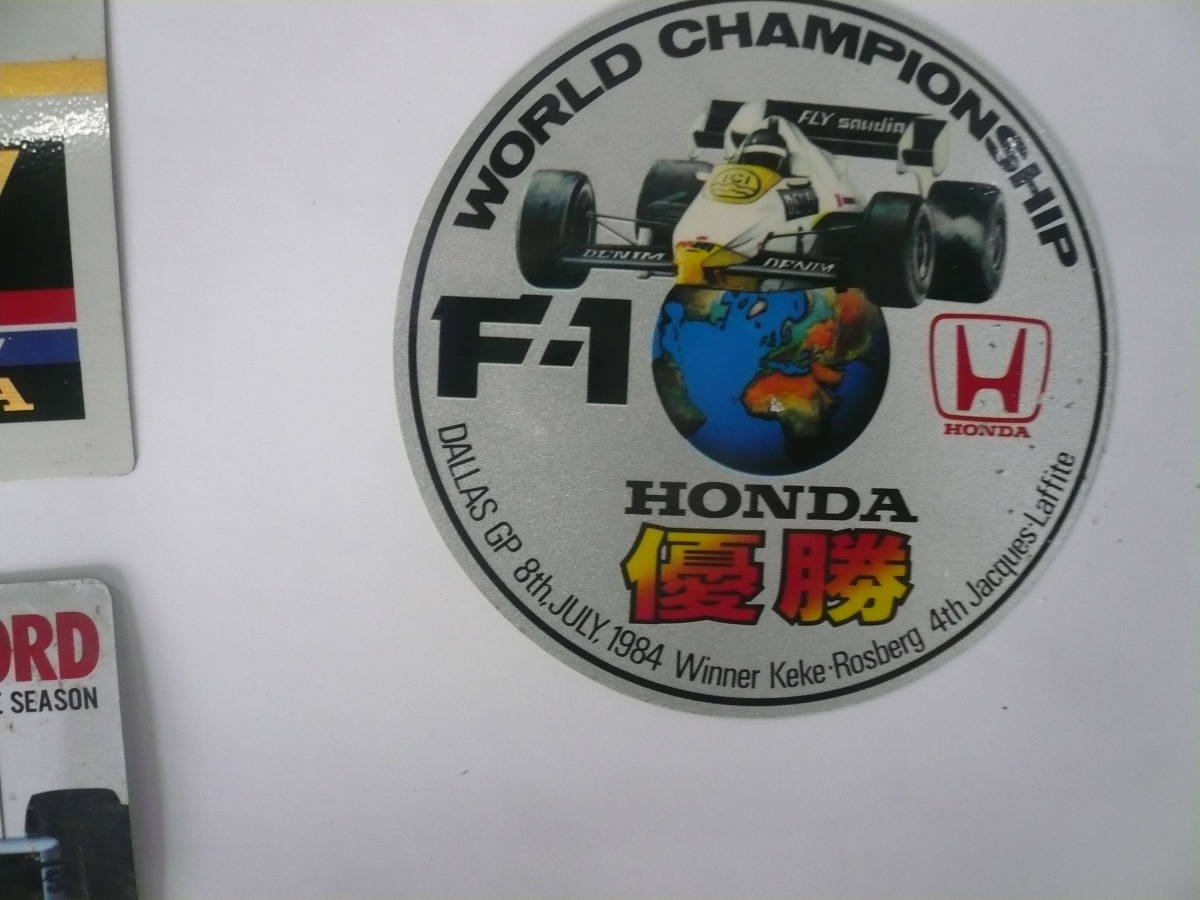 WORLD CHAMPIONSHIP
FLY saudia
ICI
DENIM
DENIM
F-1
HONDA
HONDA
優勝
DALLAS GP 8th, JULY, 1984 Winner Keke·Rosberg 4th Jacques·Laffite
A
ORD
E SEASON